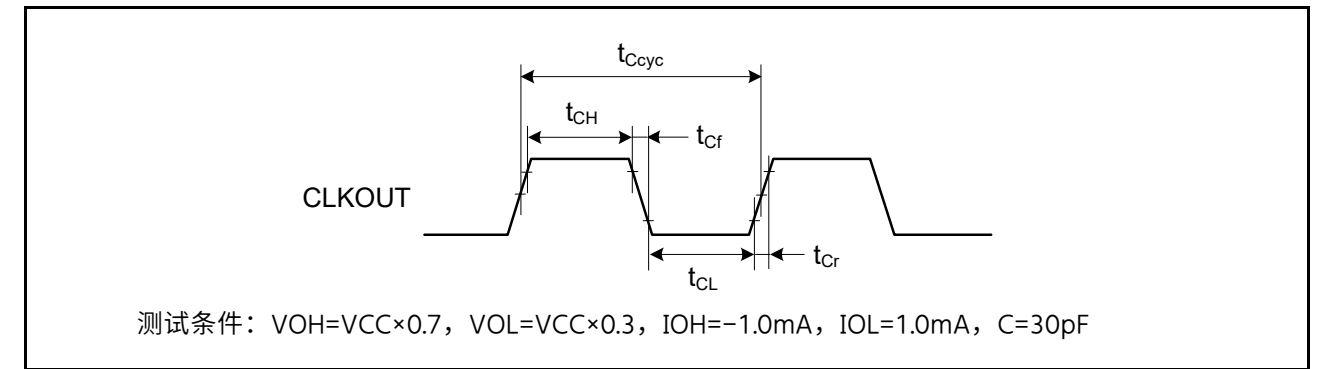 tCcyc
tCH
tCf
CLKOUT
tCr
tCL
测试条件：VOH=VCC×0.7，VOL=VCC×0.3，IOH=−1.0mA，IOL=1.0mA，C=30pF